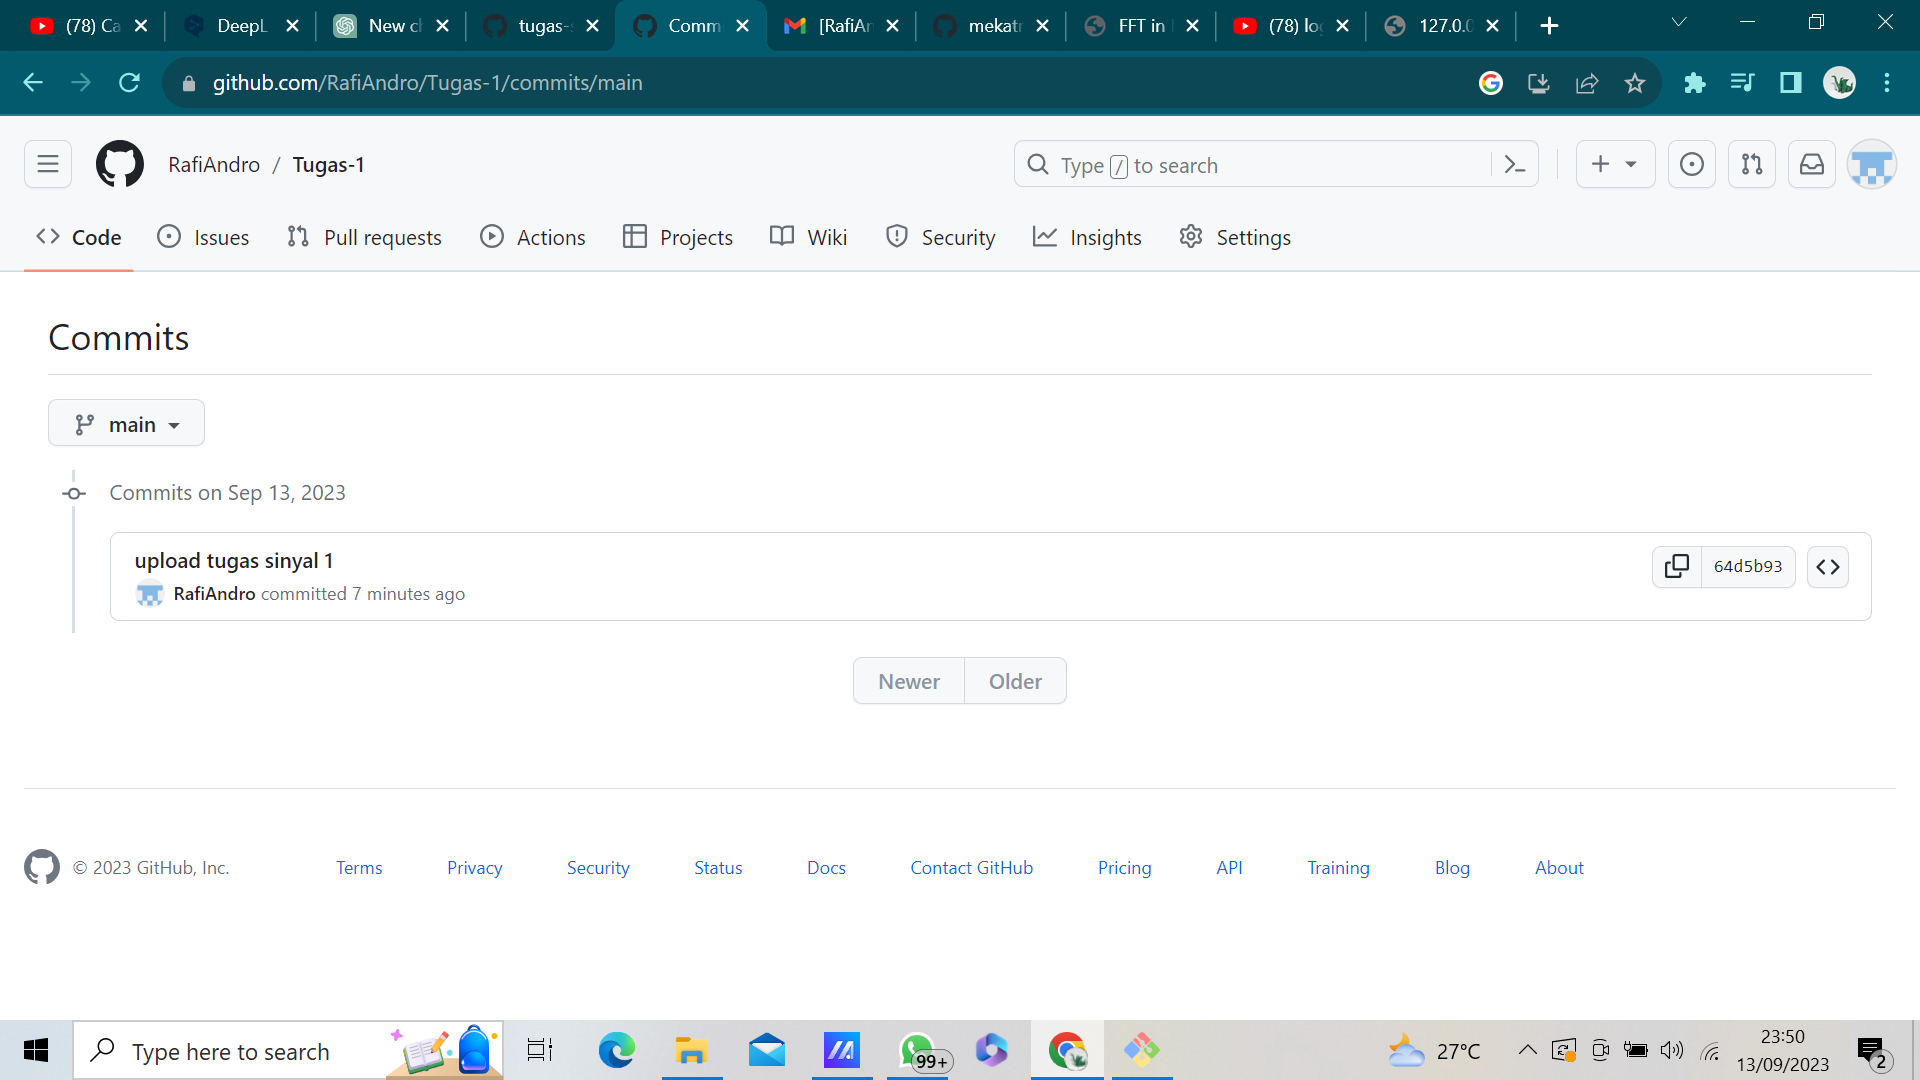 (78) Ca
DeepL
New ch
tugas-s
Comm
[RafiAn
mekatr
FFT in
(78) log
127.0.0
github.com/RafiAndro/Tugas-1/commits/main
RafiAndro / Tugas-1
Type / to search
Code
Issues
Pull requests
Actions
Projects
Wiki
Security
Insights
Settings
Commits
main
Commits on Sep 13, 2023
upload tugas sinyal 1
64d5b93
RafiAndro committed 7 minutes ago
Newer
Older
© 2023 GitHub, Inc.
Terms
Privacy
Security
Status
Docs
Contact GitHub
Pricing
API
Training
Blog
About
Type here to search
99+
27°C
23:50
13/09/2023
2